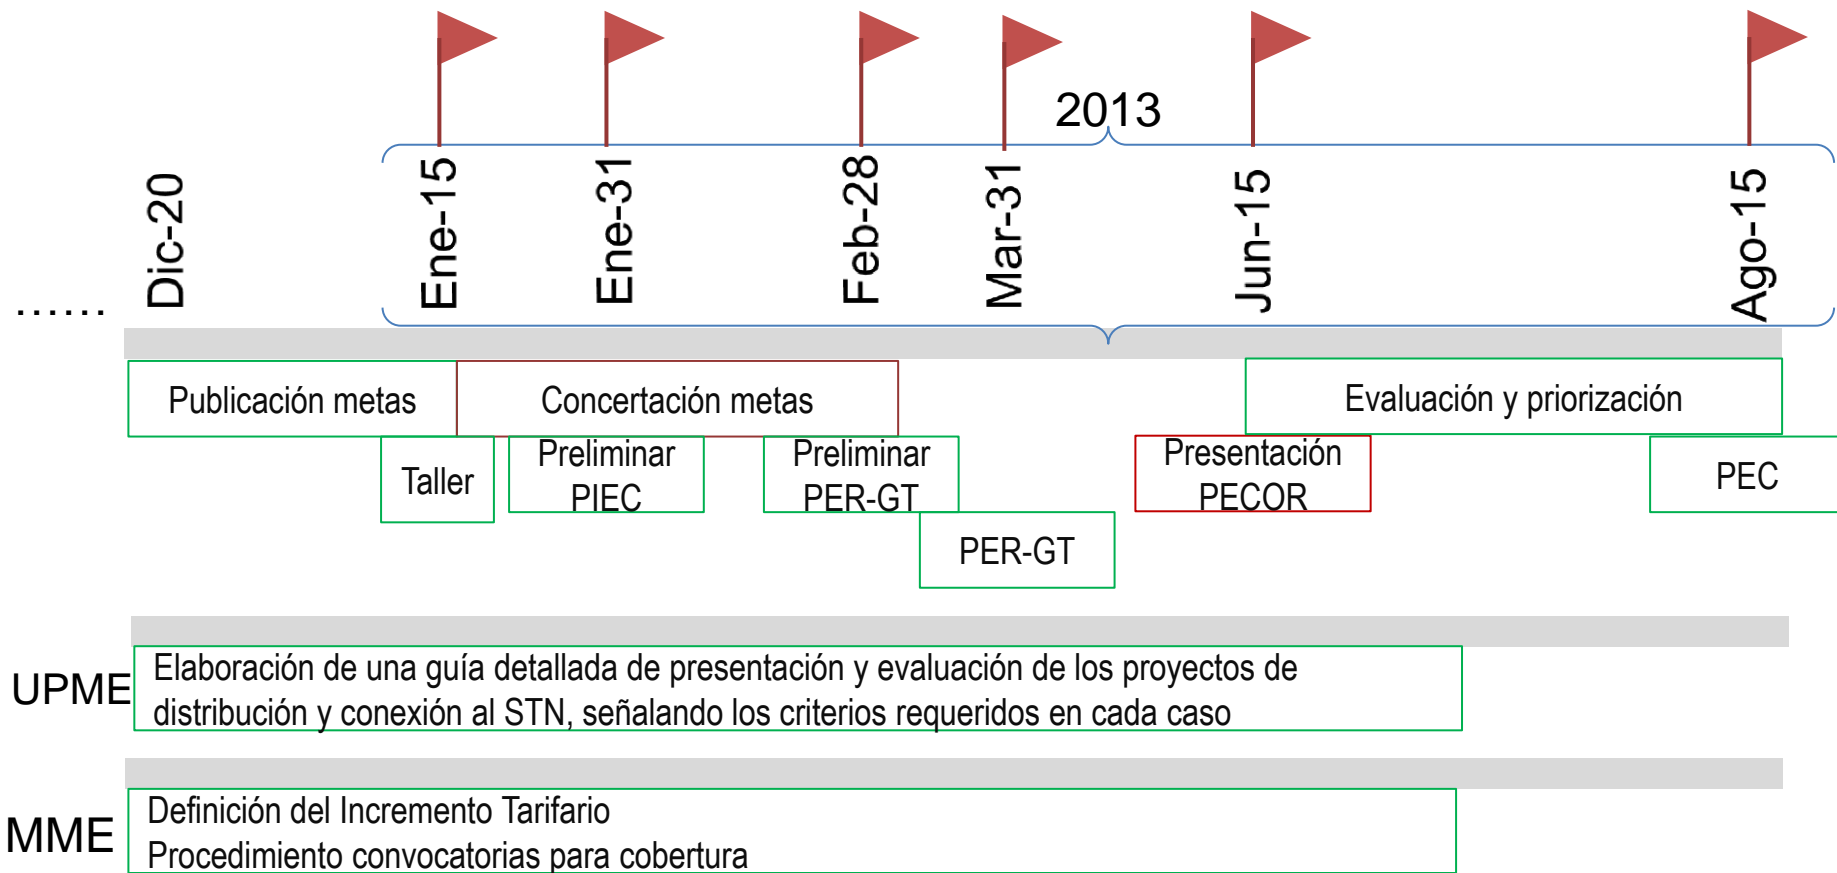 2013
......
Dic-20
Ene-15
Ene-31
Feb-28
Mar-31
Jun-15
Ago-15
Publicación metas
Concertación metas
Evaluación y priorización
Taller
Preliminar
PIEC
Preliminar
PER-GT
Presentación
PECOR
PEC
PER-GT
UPME
Elaboración de una guía detallada de presentación y evaluación de los proyectos de
distribución y conexión al STN, señalando los criterios requeridos en cada caso
MME
Definición del Incremento Tarifario
Procedimiento convocatorias para cobertura